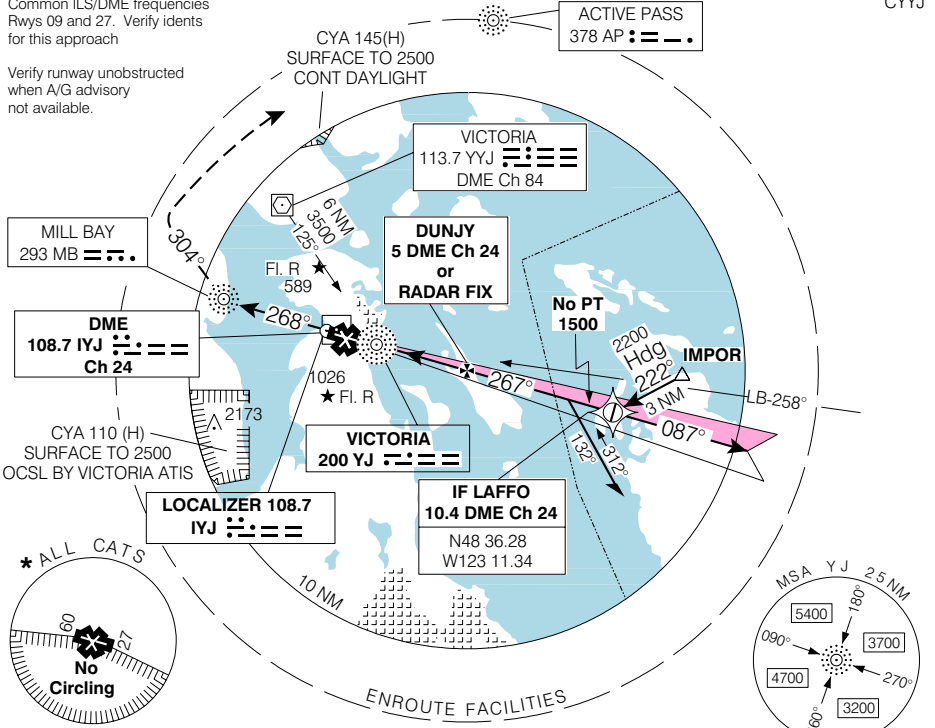 Common ILS/DME frequencies
Rwys 09 and 27. Verify idents
for this approach
Verify runway unobstructed
when A/G advisory
not available.
CYYJ
ACTIVE PASS
378 AP
CYA 145(H)
SURFACE TO 2500
CONT DAYLIGHT
VICTORIA
113.7 YYJ
DME Ch 84
MILL BAY
293 MB
304°
6 NM
3500
125°
Fl. R
589
DUNJY
5 DME Ch 24
or
RADAR FIX
No PT
1500
2200
Hdg
222°
3 NM
IMPOR
268°
DME
108.7 IYJ
Ch 24
267°
LB-258°
087°
1026
Fl. R
2173
132°
312°
CYA 110 (H)
SURFACE TO 2500
OCSL BY VICTORIA ATIS
VICTORIA
200 YJ
IF LAFFO
10.4 DME Ch 24
N48 36.28
W123 11.34
LOCALIZER 108.7
IYJ
10 NM
* ALL CATS
60
27
No
Circling
ENROUTE FACILITIES
MSA YJ 25NM
5400
180°
090°
3700
4700
270°
3200
60°